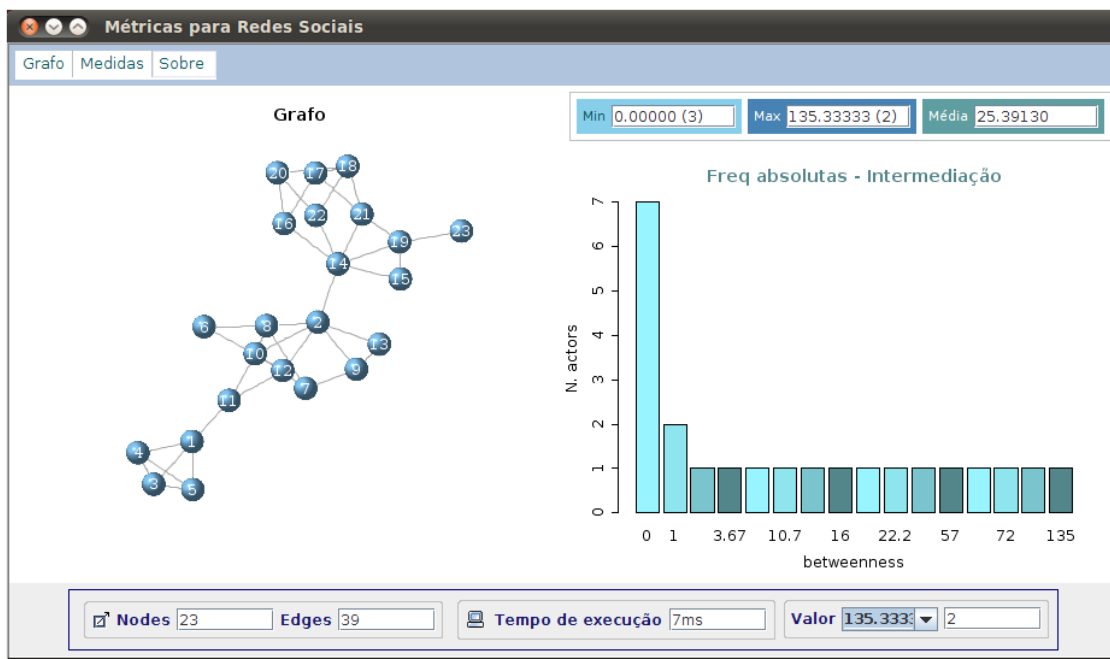 Métricas para Redes Sociais
Grafo Medidas Sobre
Grafo
Min 0.00000 (3) Max 135.33333 (2) Média 25.39130
20 17 18
16 22 21
19 23
14
15
6 8 2
10 13
12 9
7
11
1
4
3 5
Freq absolutas - Intermediação
N. actors
7
6
5
4
3
2
1
0
0 1 3.67 10.7 16 22.2 57 72 135
betweenness
Nodes 23 Edges 39 Tempo de execução 7ms Valor 135.333 2